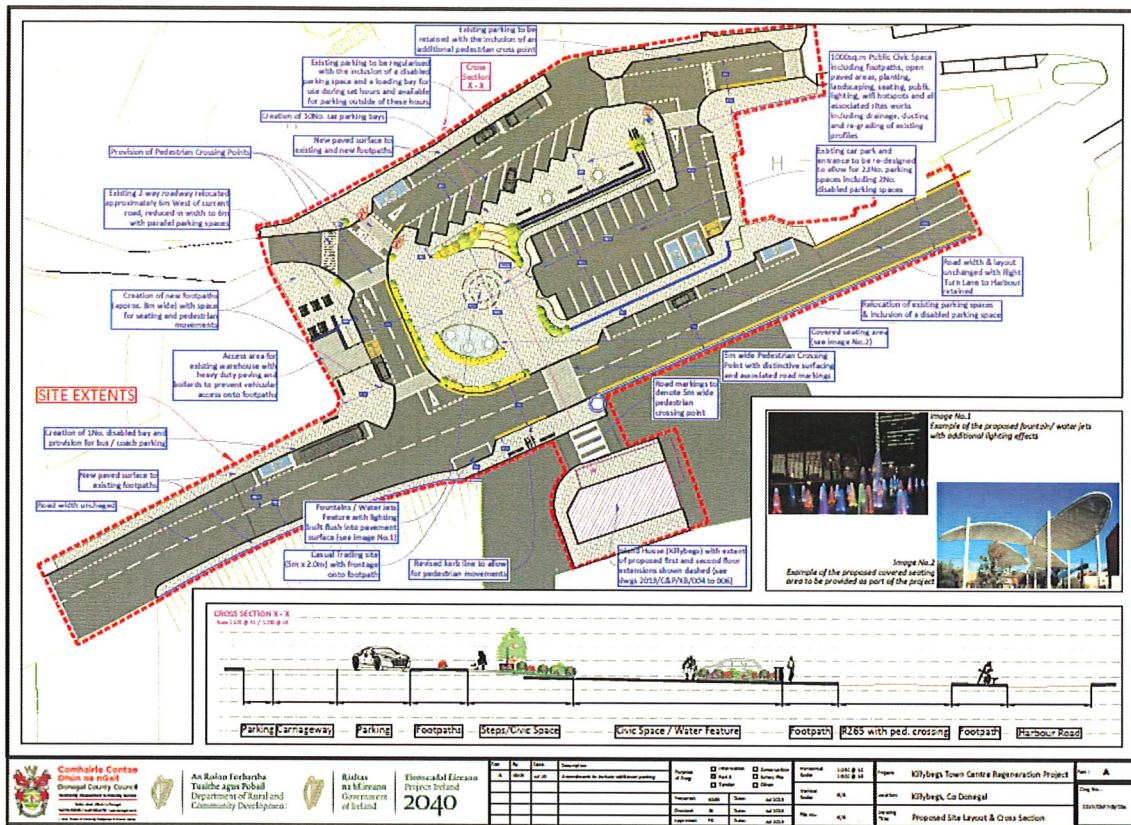 Existing parking to be
retained with the inclusion of an
additional pedestrian cross point
Existing parking to be regularised
with the inclusion of a disabled
parking space and a loading bay for
use during set hours and available
for parking outside of these hours
Cross
Section
X - X
Creation of 10No. car parking bays
New paved surface to
existing and new footpaths
Provision of Pedestrian Crossing Points
Existing 2-way roadway relocated
approximately 6m West of current
road, reduced in width to 6m
with parallel parking spaces
Creation of new footpaths
(approx. 8m wide) with space
for seating and pedestrian
movements
Access area for
existing warehouse with
heavy duty paving and
bollards to prevent vehicular
access onto footpaths
SITE EXTENTS
Creation of 1No. disabled bay and
provision for bus / coach parking
New paved surface to
existing footpaths
Road width unchaged
1000sq.m Public Civic Space
including footpaths, open
paved areas, planting,
landscaping, seating, public
lighting, wifi hotspots and all
associated sites works
including drainage, ducting
and re-grading of existing
profiles
Existing car park and
entrance to be re-designed
to allow for 23No. parking
spaces including 2No.
disabled parking spaces
H
Road width & layout
unchanged with Right
Turn Lane to Harbour
retained
Relocation of existing parking spaces
& inclusion of a disabled parking space
Covered seating area
(see image No.2)
5m wide Pedestrian Crossing
Point with distinctive surfacing
and associated road markings
Road markings to
denote 5m wide
pedestrian
crossing point
Fountains / Water Jets
Feature with lighting
built flush into pavement
surface (see Image No.1)
Casual Trading site
(5m x 2.0m) with frontage
onto footpath
Revised kerb line to allow
for pedestrian movements
Island House (Killybegs) with extent
of proposed first and second floor
extensions shown dashed (see
dwgs 2019/C&P/KB/004 to 006)
Image No.1
Example of the proposed fountain/ water jets
with additional lighting effects
Image No.2
Example of the proposed covered seating
area to be provided as part of the project
CROSS SECTION X - X
Parking
Carriageway
Parking
Footpaths
Steps/Civic Space
Civic Space / Water Feature
Footpath
R265 with ped. crossing
Footpath
Harbour Road
Comhairle Contae
Dhún na nGall
Donegal County Council
An Roinn Forbartha
Tuaithe agus Pobail
Department of Rural and
Community Development
Rialtas
na hÉireann
Government
of Ireland
Tionscadal Éireann
Project Ireland
2040
Description
Amendments to include additional parking
Killybegs Town Centre Regeneration Project
Killybegs, Co Donegal
Proposed Site Layout & Cross Section
A